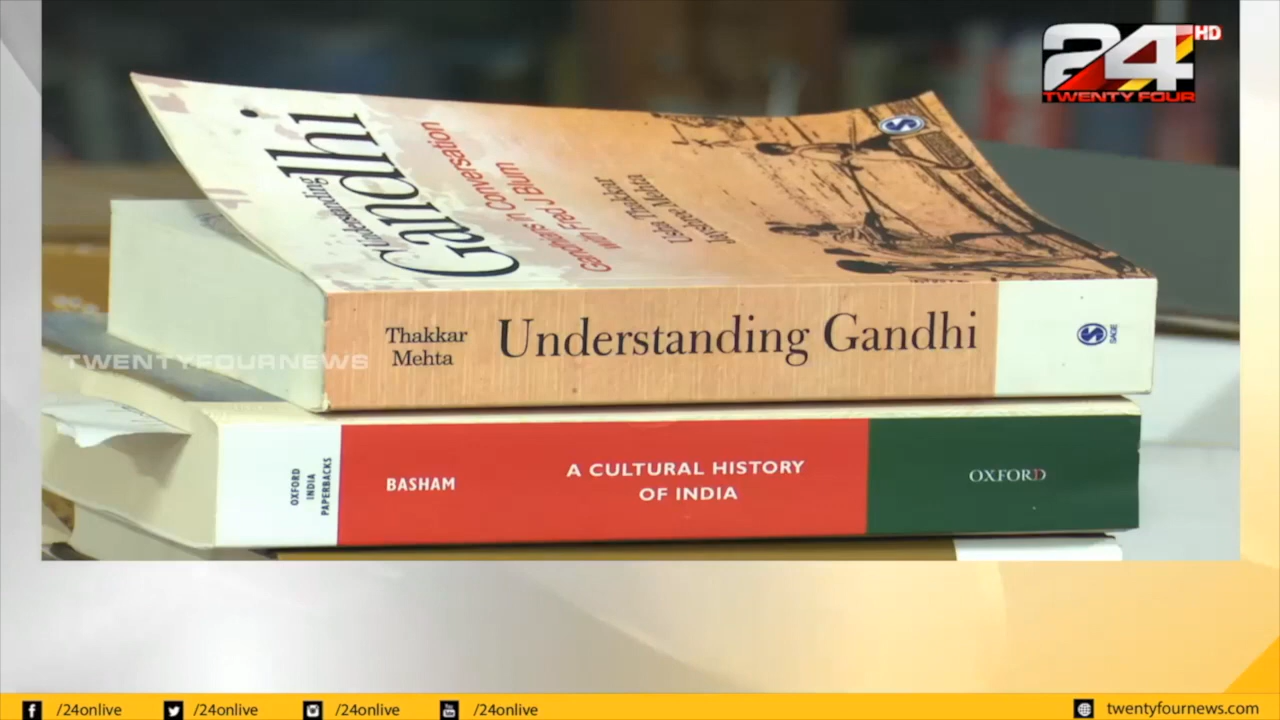 24 HD
TWENTY FOUR
Understanding
Gandhi
Gandhians in Conversation
with Fred J Blum
Usha Thakkar
Jayshree Mehta
Thakkar
Mehta
Understanding Gandhi
SAGE
TWENTYFOURNEWS
OXFORD
INDIA
PAPERBACKS
BASHAM
A CULTURAL HISTORY
OF INDIA
OXFORD
/24onlive
/24onlive
/24onlive
/24onlive
twentyfournews.com